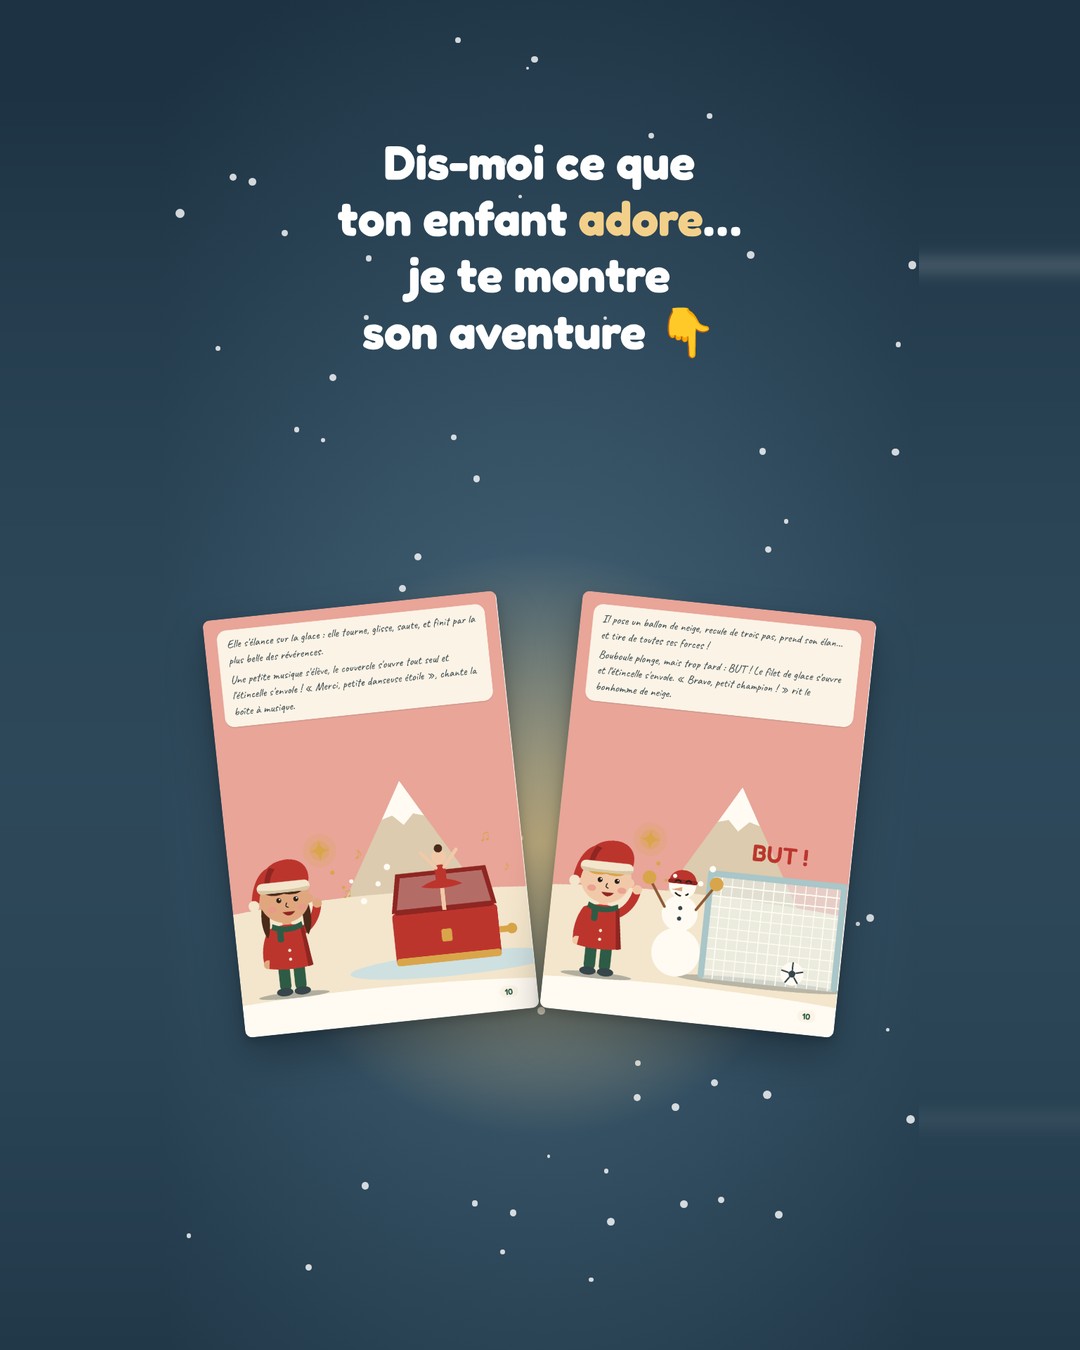 Dis-moi ce que
ton enfant adore...
je te montre
son aventure 👇
Elle s'élance sur la glace : elle tourne, glisse, saute, et finit par la
plus belle des révérences.
Une petite musique s'élève, le couvercle s'ouvre tout seul et
l'étincelle s'envole ! « Merci, petite danseuse étoile », chante la
boîte à musique.
10
Il pose un ballon de neige, recule de trois pas, prend son élan...
et tire de toutes ses forces !
Bouboule plonge, mais trop tard : BUT ! Le filet de glace s'ouvre
et l'étincelle s'envole. « Bravo, petit champion ! » rit le
bonhomme de neige.
BUT !
10